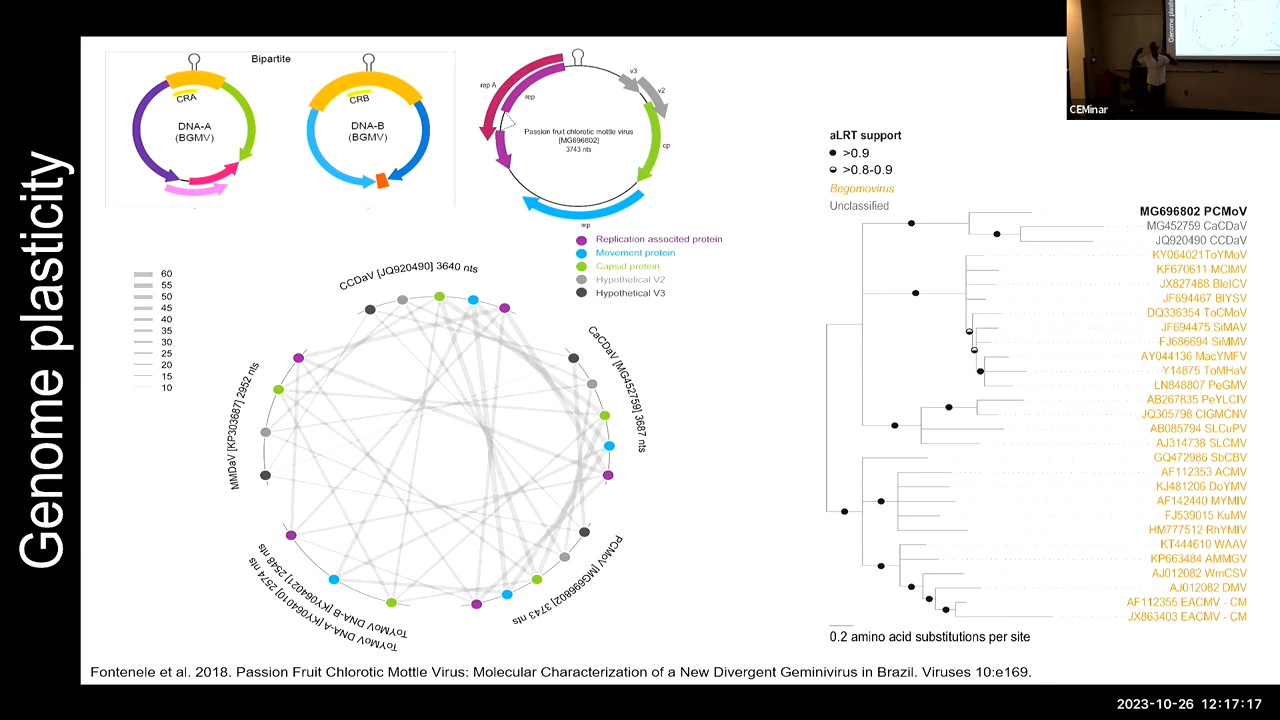 Genome plasticity
Bipartite
CRA
DNA-A
(BGMV)
CRB
DNA-B
(BGMV)
rep A
rep
v3
v2
cp
mp
Passion fruit chlorotic mottle virus
[MG696802]
3743 nts
Replication associted protein
Movement protein
Capsid protein
Hypothetical V2
Hypothetical V3
60
55
50
45
40
35
30
25
20
15
10
CCDaV [JQ920490] 3640 nts
CaCDaV [MG452759] 3687 nts
PCMoV [MG696802] 3743 nts
ToYMoV DNA-B [KY064021] 2548 nts
ToYMoV DNA-A [KY064010] 2574 nts
MMDaV [KP303687] 2952 nts
aLRT support
>0.9
>0.8-0.9
Begomovirus
Unclassified
MG696802 PCMoV
MG452759 CaCDaV
JQ920490 CCDaV
KY064021ToYMoV
KF670611 MCIMV
JX827488 BleICV
JF694467 BIYSV
DQ336354 ToCMoV
JF694475 SiMAV
FJ686694 SiMMV
AY044136 MacYMFV
Y14875 ToMHaV
LN848807 PeGMV
AB267835 PeYLCIV
JQ305798 CIGMCNV
AB085794 SLCuPV
AJ314738 SLCMV
GQ472986 SbCBV
AF112353 ACMV
KJ481206 DoYMV
AF142440 MYMIV
FJ539015 KuMV
HM777512 RhYMIV
KT444610 WAAV
KP663484 AMMGV
AJ012082 WmCSV
AJ012082 DMV
AF112355 EACMV - CM
JX863403 EACMV - CM
0.2 amino acid substitutions per site
Fontenele et al. 2018. Passion Fruit Chlorotic Mottle Virus: Molecular Characterization of a New Divergent Geminivirus in Brazil. Viruses 10:e169.
CEMinar
Genome plasti
2023-10-26 12:17:17